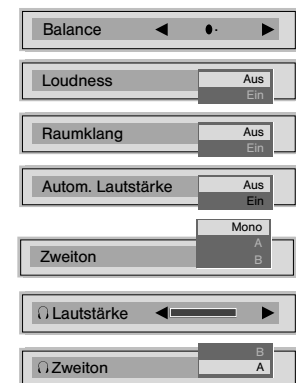 Balance
Loudness
Aus
Ein
Raumklang
Aus
Ein
Autom. Lautstärke
Aus
Ein
Mono
A
B
Zweiton
Lautstärke
B
Zweiton
A